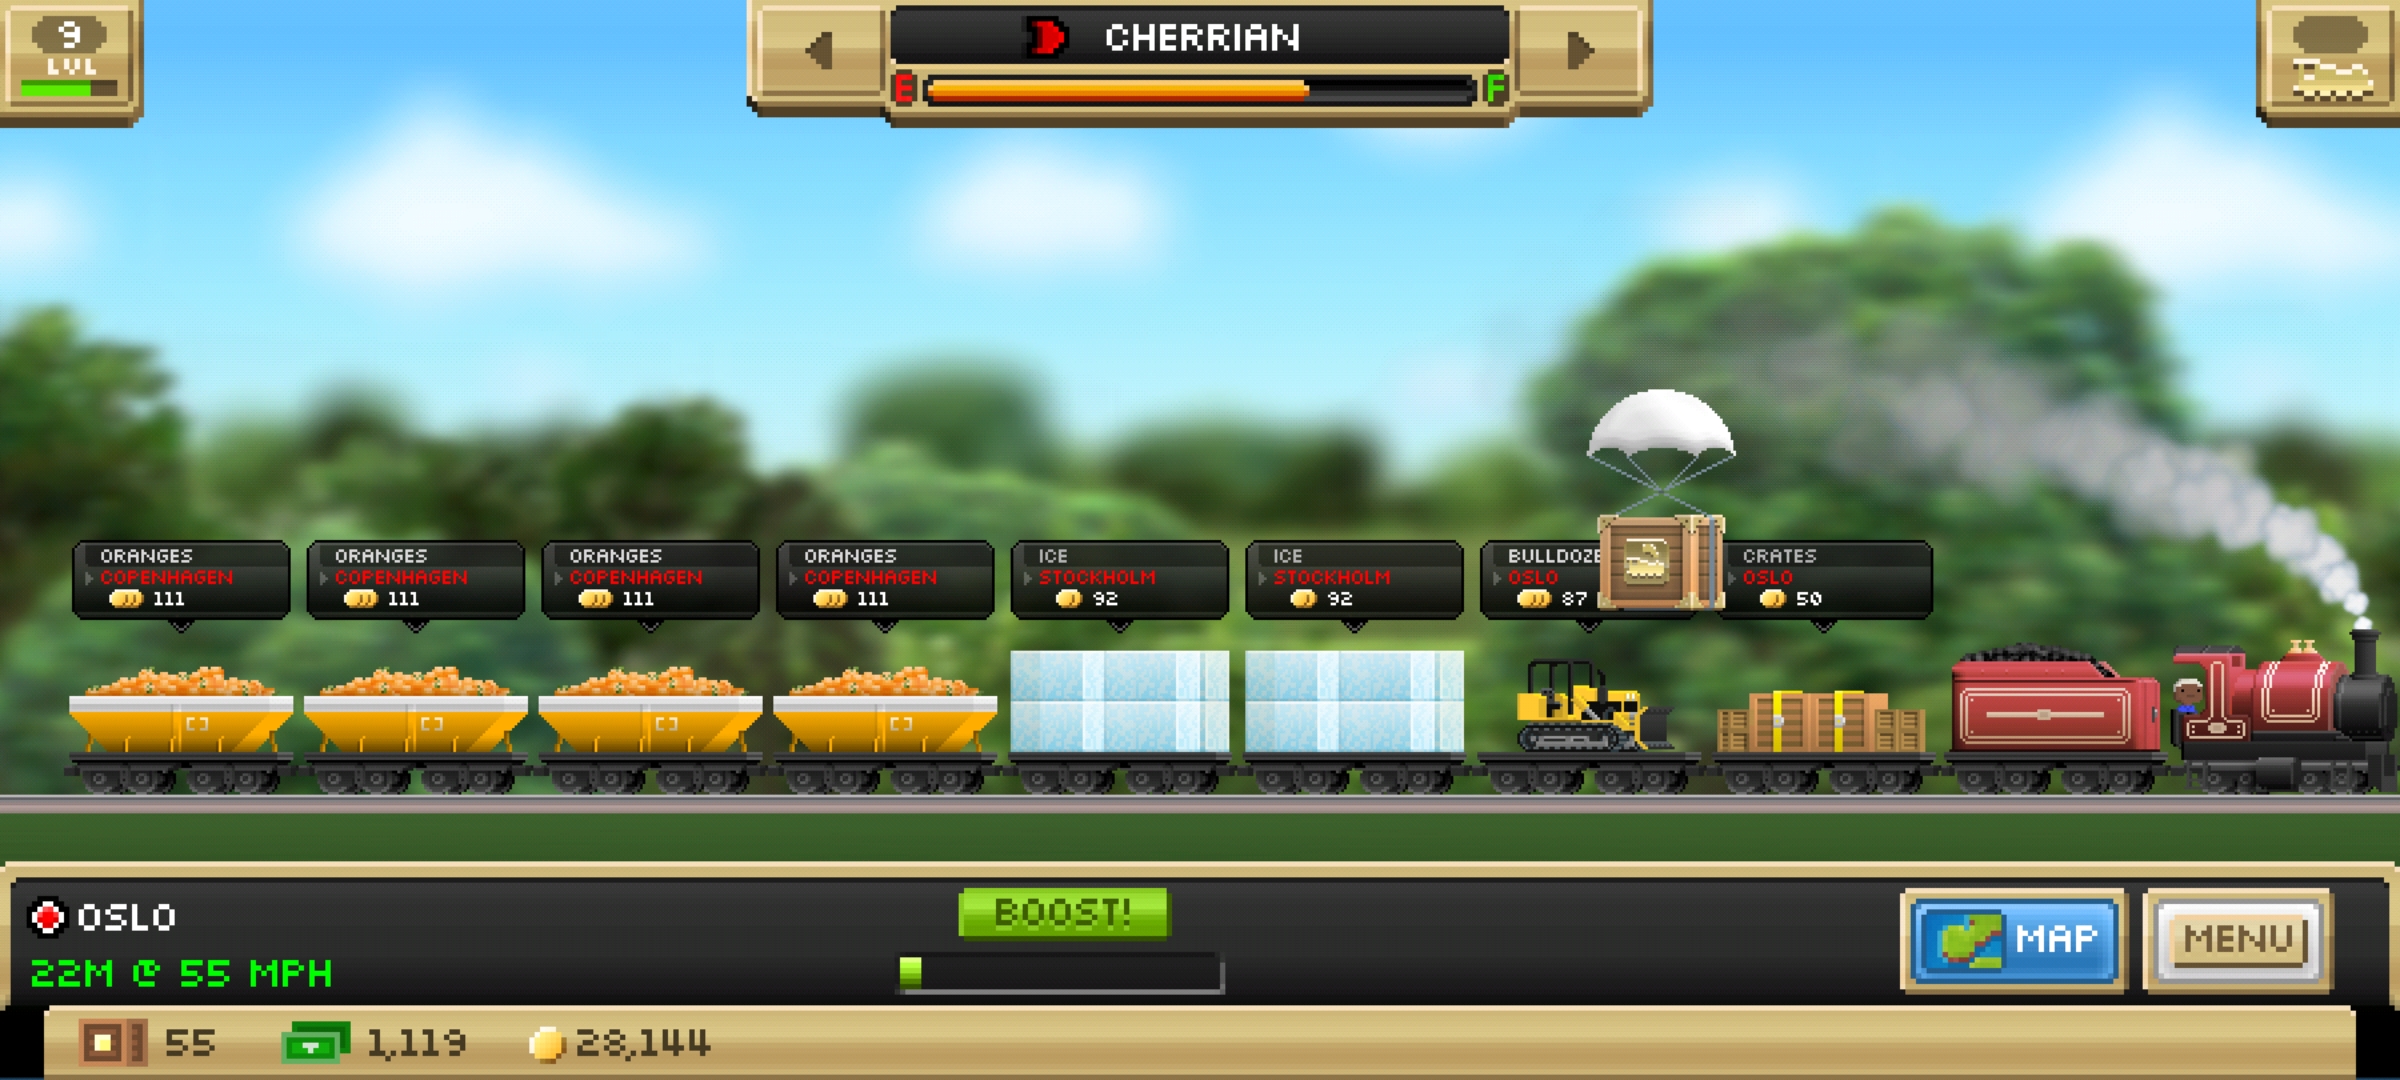 9
LVL
CHERRIAN
E F
ORANGES
COPENHAGEN
111
ORANGES
COPENHAGEN
111
ORANGES
COPENHAGEN
111
ORANGES
COPENHAGEN
111
ICE
STOCKHOLM
92
ICE
STOCKHOLM
92
BULLDOZE
OSLO
87
CRATES
OSLO
50
OSLO
22M @ 55 MPH
BOOST!
MAP
MENU
55
1,119
28,144